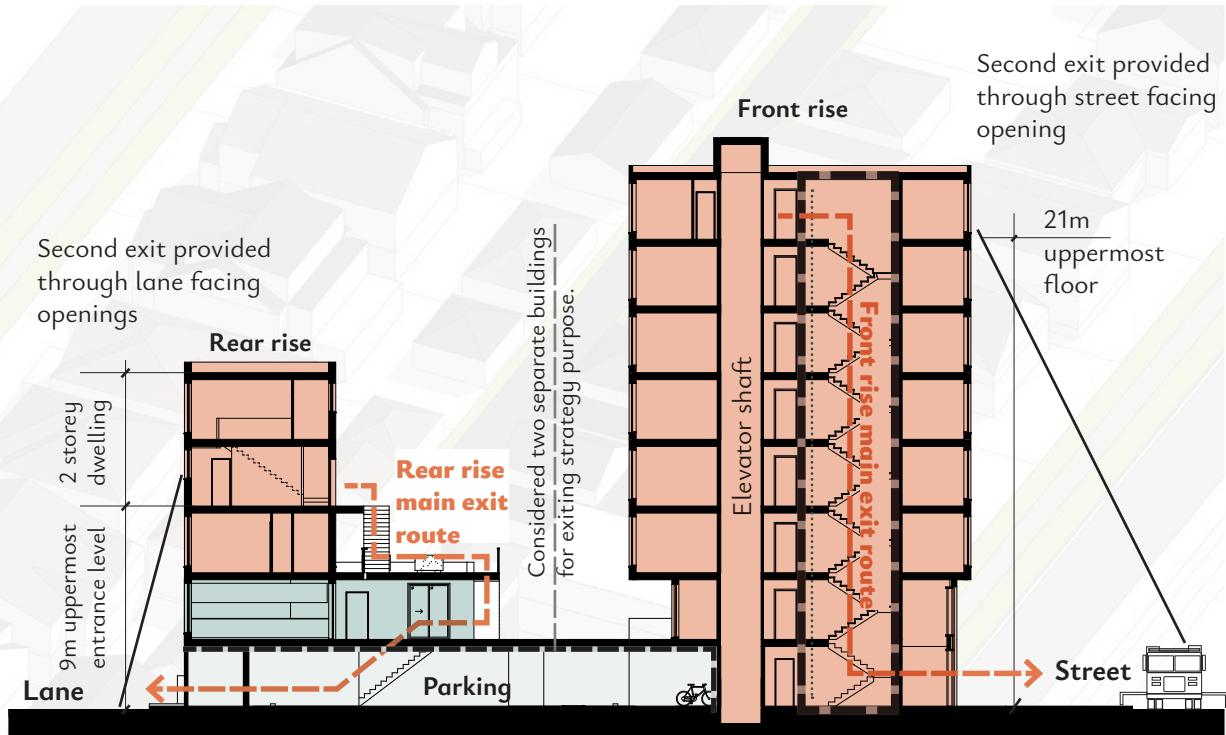 Second exit provided
through street facing
opening
Front rise
21m
uppermost
floor
Second exit provided
through lane facing
openings
Rear rise
Considered two separate buildings
for exiting strategy purpose.
2 storey
dwelling
Rear rise
main exit
route
Elevator shaft
Front rise main exit route
9m uppermost
entrance level
Lane
Parking
Street